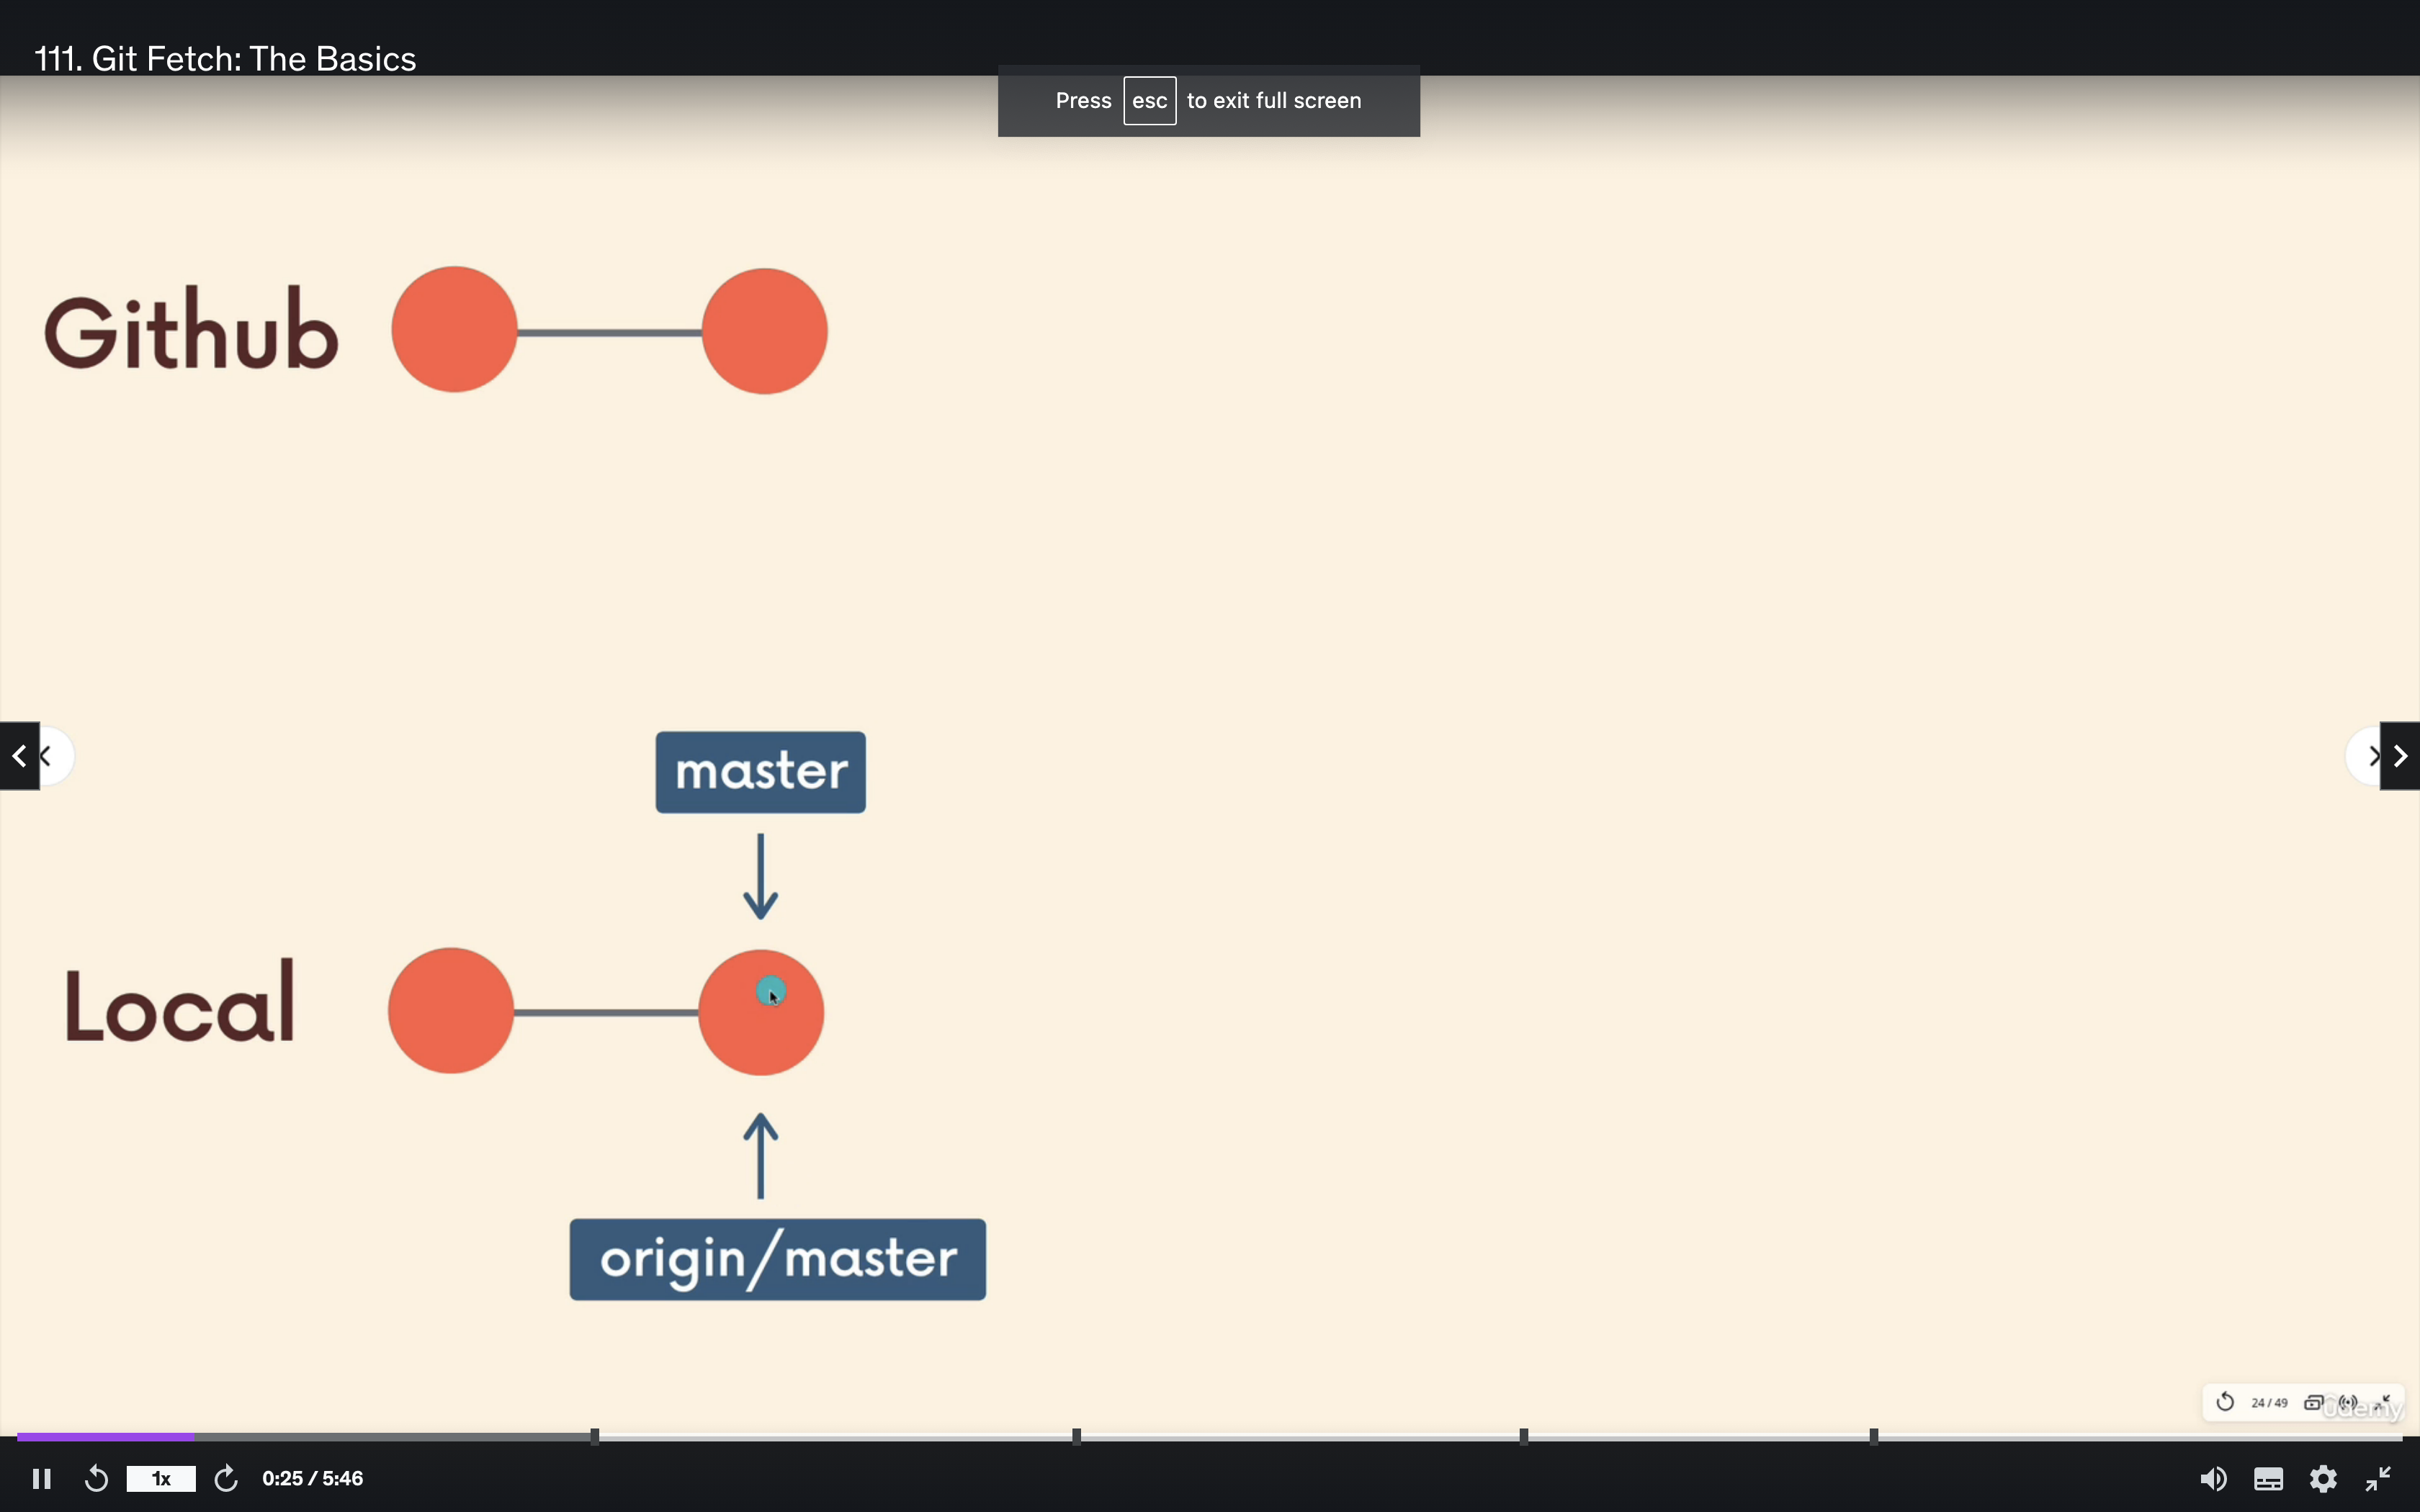 111. Git Fetch: The Basics
Press esc to exit full screen
Github
master
Local
origin/master
24 / 49
Udemy
1x
0:25 / 5:46